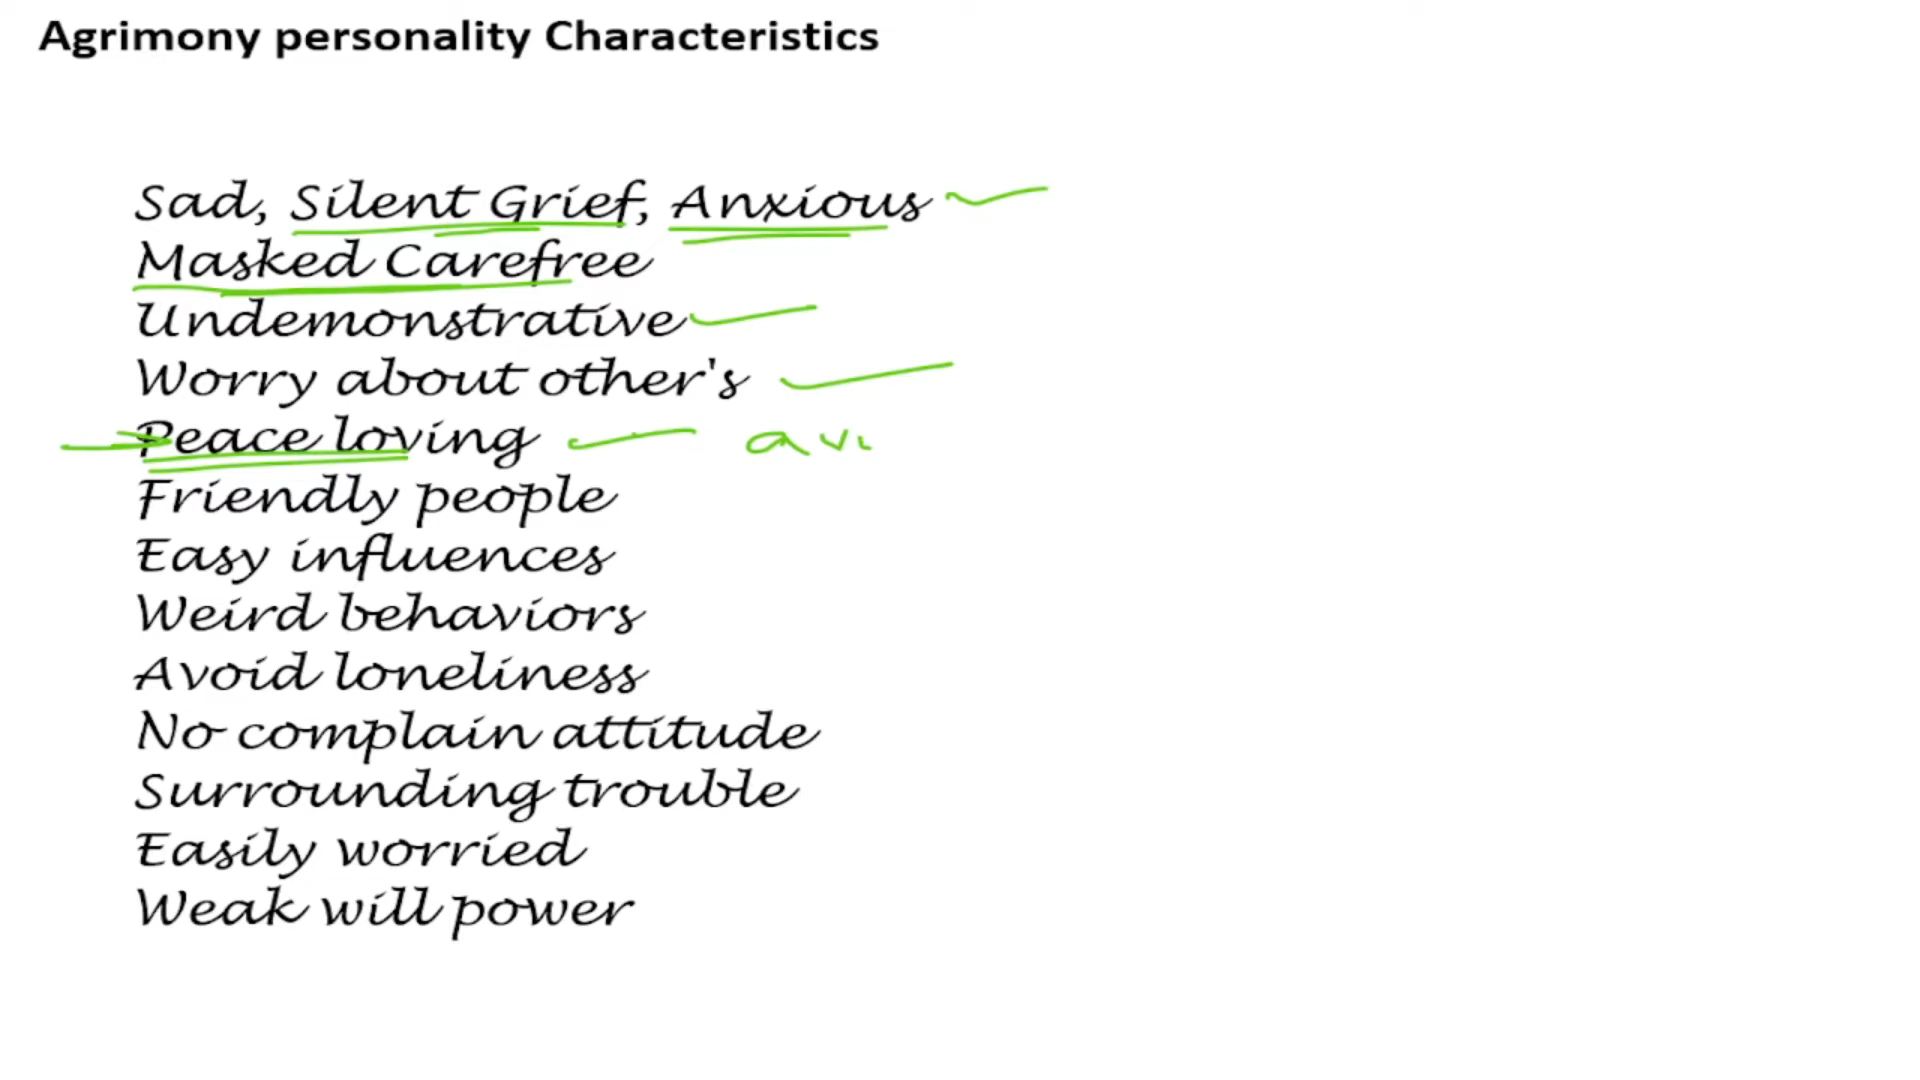 Agrimony personality Characteristics
Sad, Silent Grief, Anxious
Masked Carefree
Undemonstrative
Worry about other's
Peace loving
Friendly people
Easy influences
Weird behaviors
Avoid loneliness
No complain attitude
Surrounding trouble
Easily worried
Weak will power